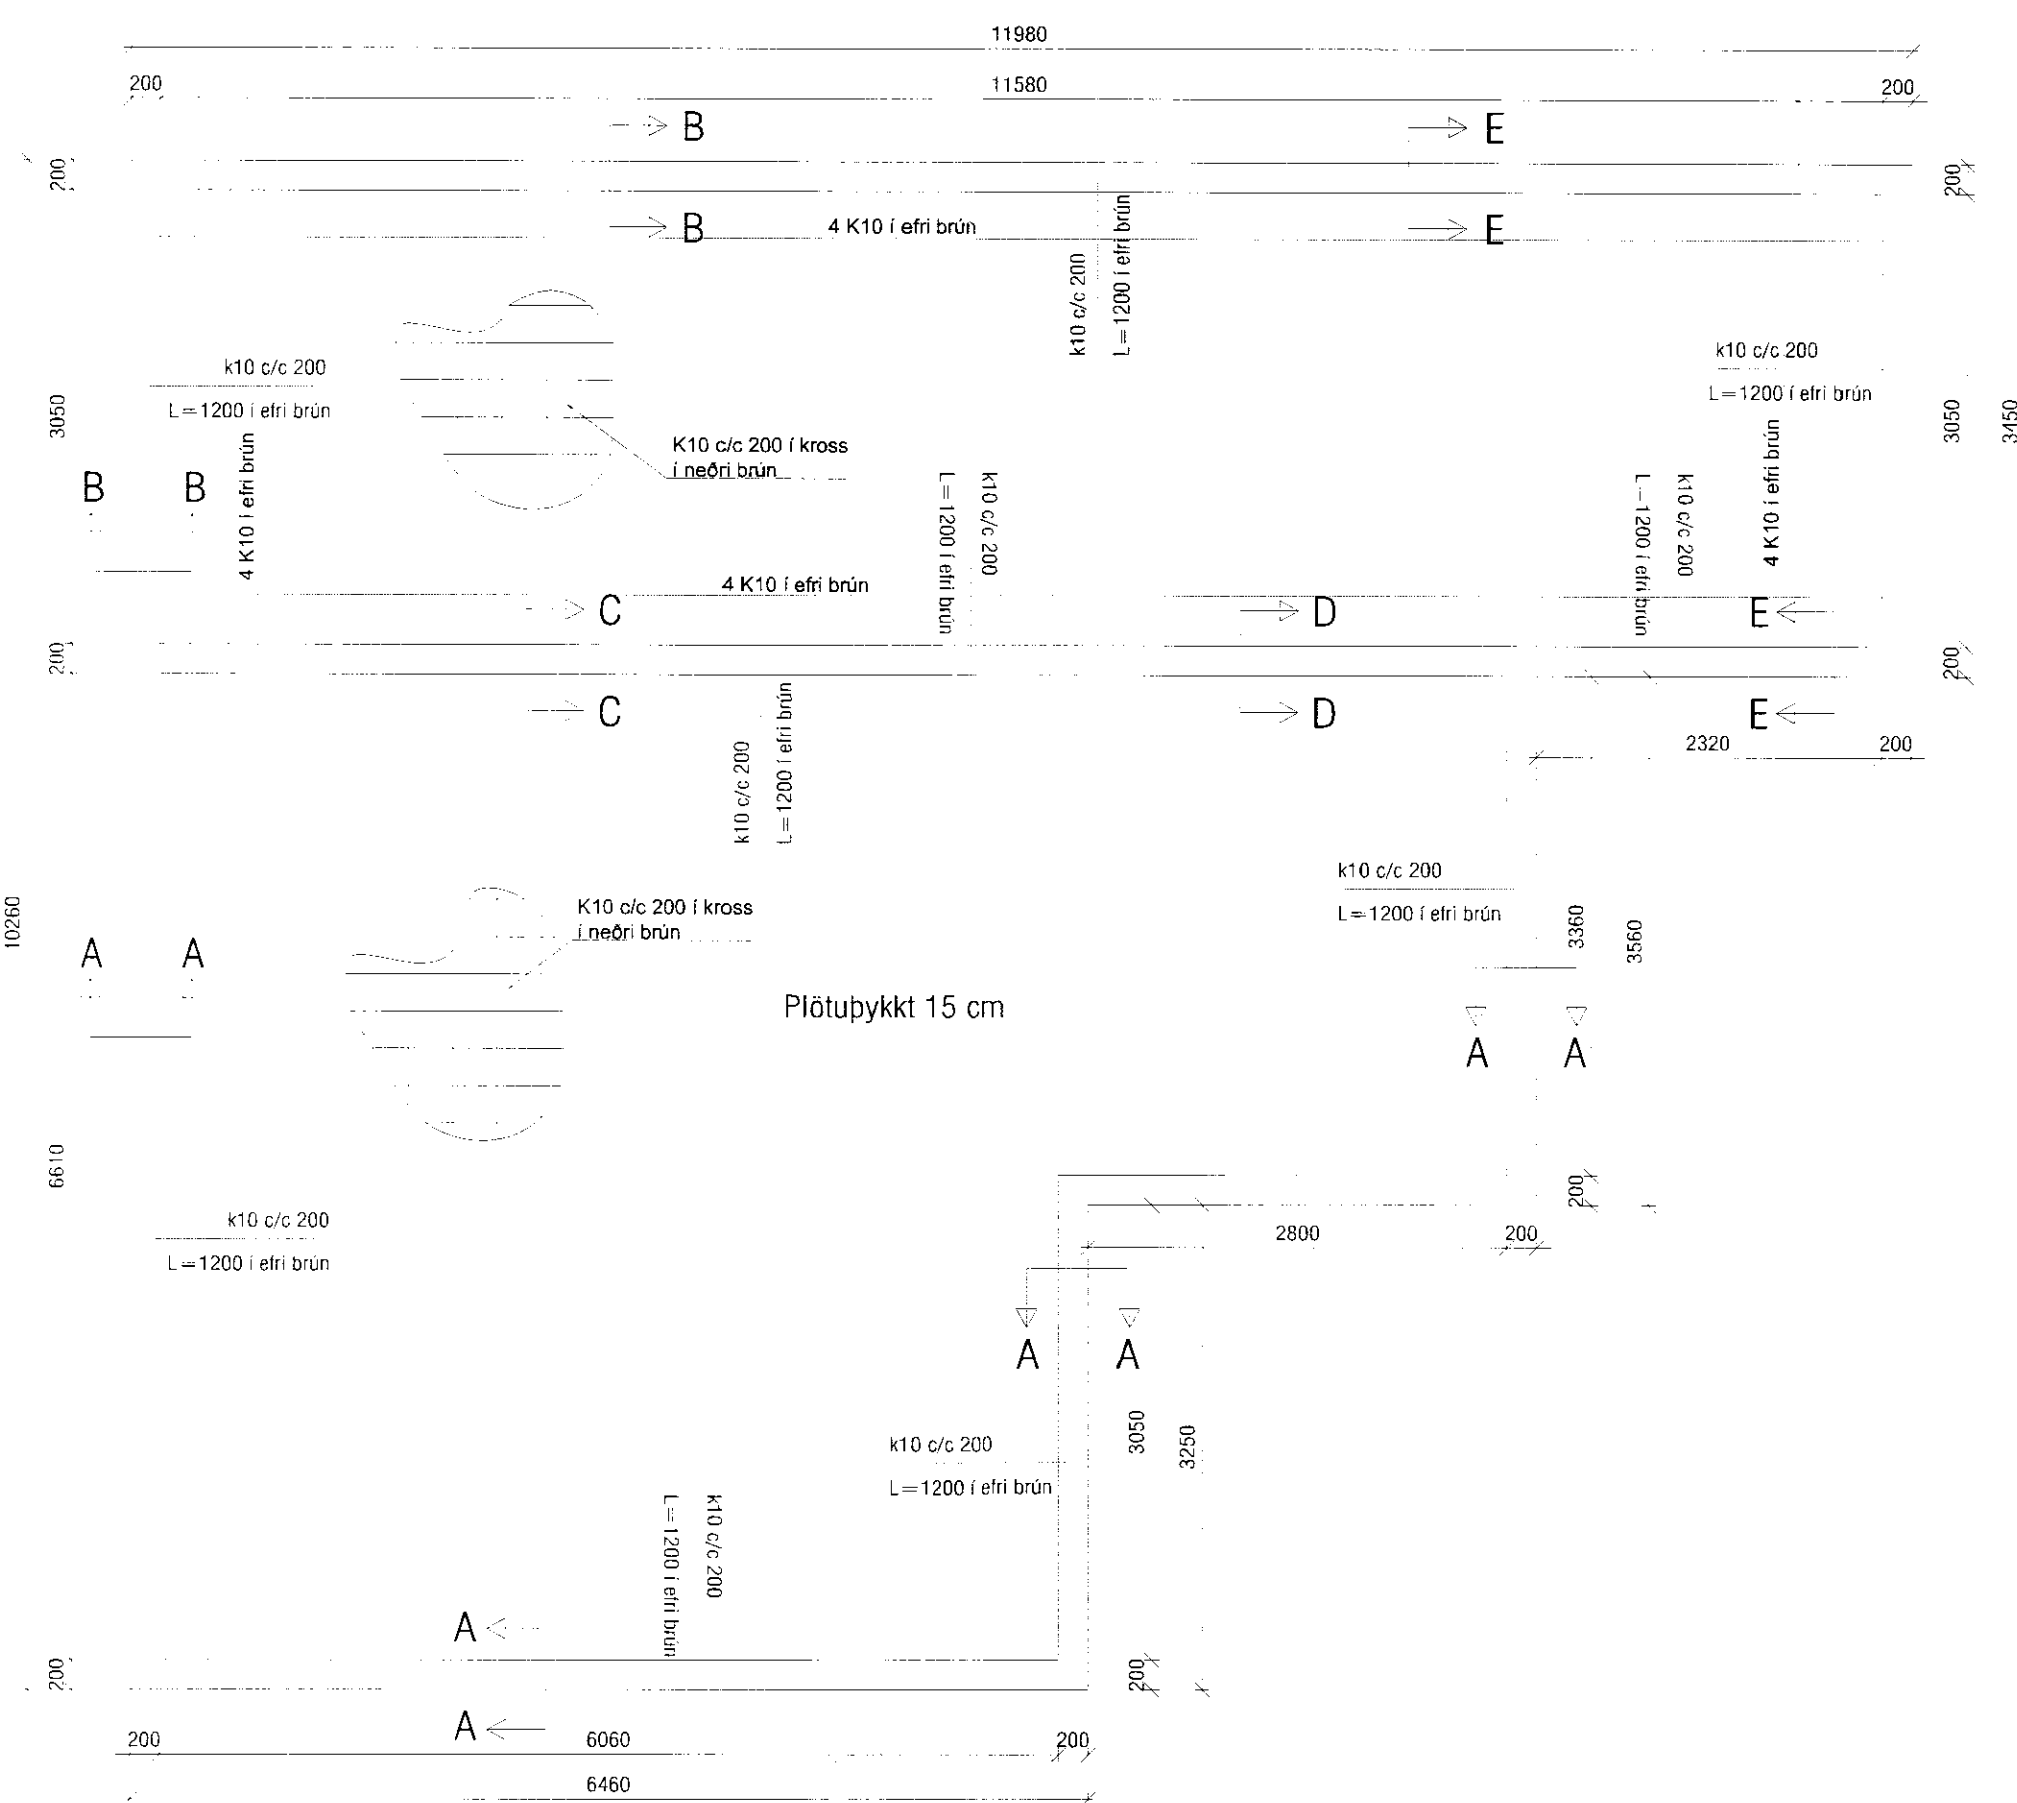 11980
200
11580
200
B
E
200
200
B
4 K10 í efri brún
E
k10 c/c 200
L=1200 í efri brún
k10 c/c 200
L=1200 í efri brún
k10 c/c 200
L=1200 í efri brún
3050
3050
3450
4 K10 í efri brún
K10 c/c 200 í kross
í neðri brún
4 K10 í efri brún
B
B
k10 c/c 200
L=1200 í efri brún
k10 c/c 200
L=1200 í efri brún
4 K10 í efri brún
C
D
E
200
200
C
D
E
k10 c/c 200
L=1200 í efri brún
2320
200
k10 c/c 200
L=1200 í efri brún
10260
K10 c/c 200 í kross
í neðri brún
3360
3560
A
A
Plötuþykkt 15 cm
A
A
6610
200
k10 c/c 200
L=1200 í efri brún
2800
200
A
A
3050
3250
k10 c/c 200
L=1200 í efri brún
k10 c/c 200
L=1200 í efri brún
A
200
200
A
200
6060
200
6460